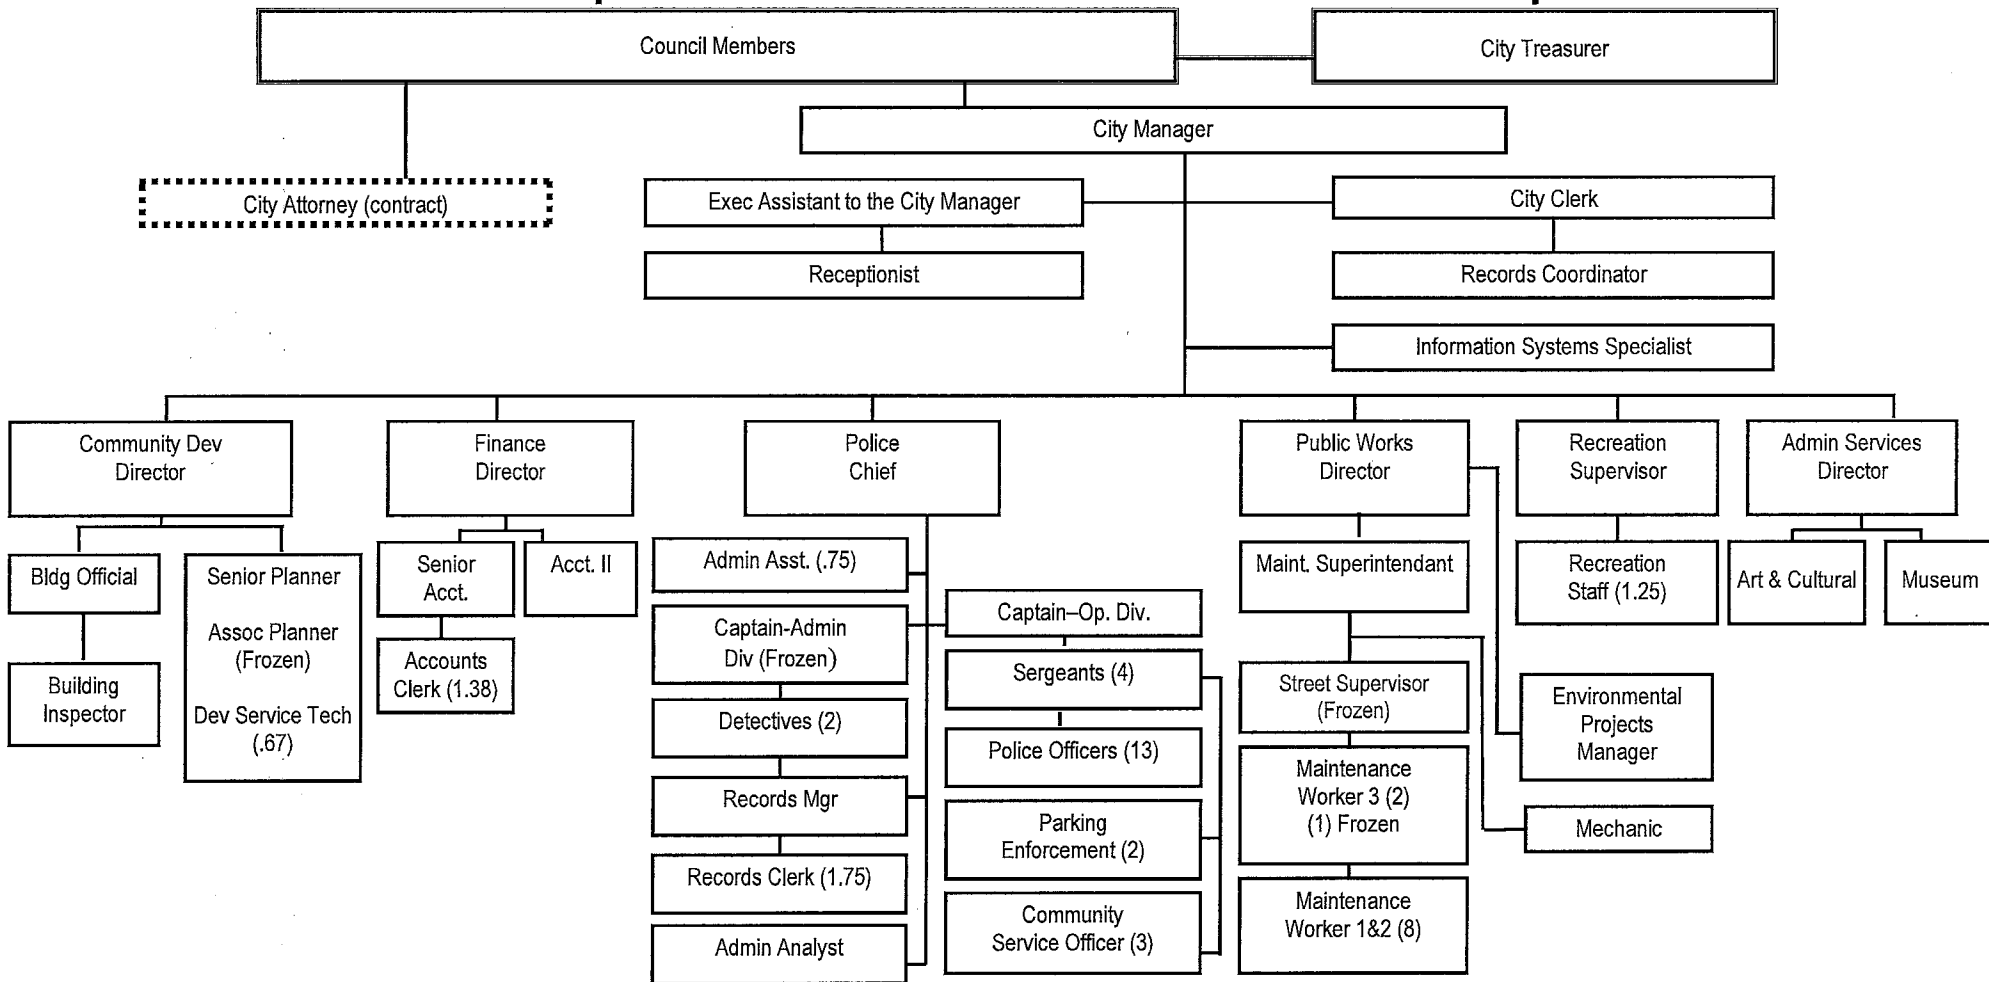 Council Members
City Treasurer
City Manager
City Attorney (contract)
Exec Assistant to the City Manager
City Clerk
Receptionist
Records Coordinator
Information Systems Specialist
Community Dev
Director
Finance
Director
Police
Chief
Public Works
Director
Recreation
Supervisor
Admin Services
Director
Bldg Official
Building
Inspector
Senior Planner
Assoc Planner
(Frozen)
Dev Service Tech
(.67)
Senior
Acct.
Acct. II
Accounts
Clerk (1.38)
Admin Asst. (.75)
Captain-Admin
Div (Frozen)
Detectives (2)
Records Mgr
Records Clerk (1.75)
Admin Analyst
Captain–Op. Div.
Sergeants (4)
Police Officers (13)
Parking
Enforcement (2)
Community
Service Officer (3)
Maint. Superintendant
Street Supervisor
(Frozen)
Maintenance
Worker 3 (2)
(1) Frozen
Maintenance
Worker 1&2 (8)
Environmental
Projects
Manager
Mechanic
Recreation
Staff (1.25)
Art & Cultural
Museum